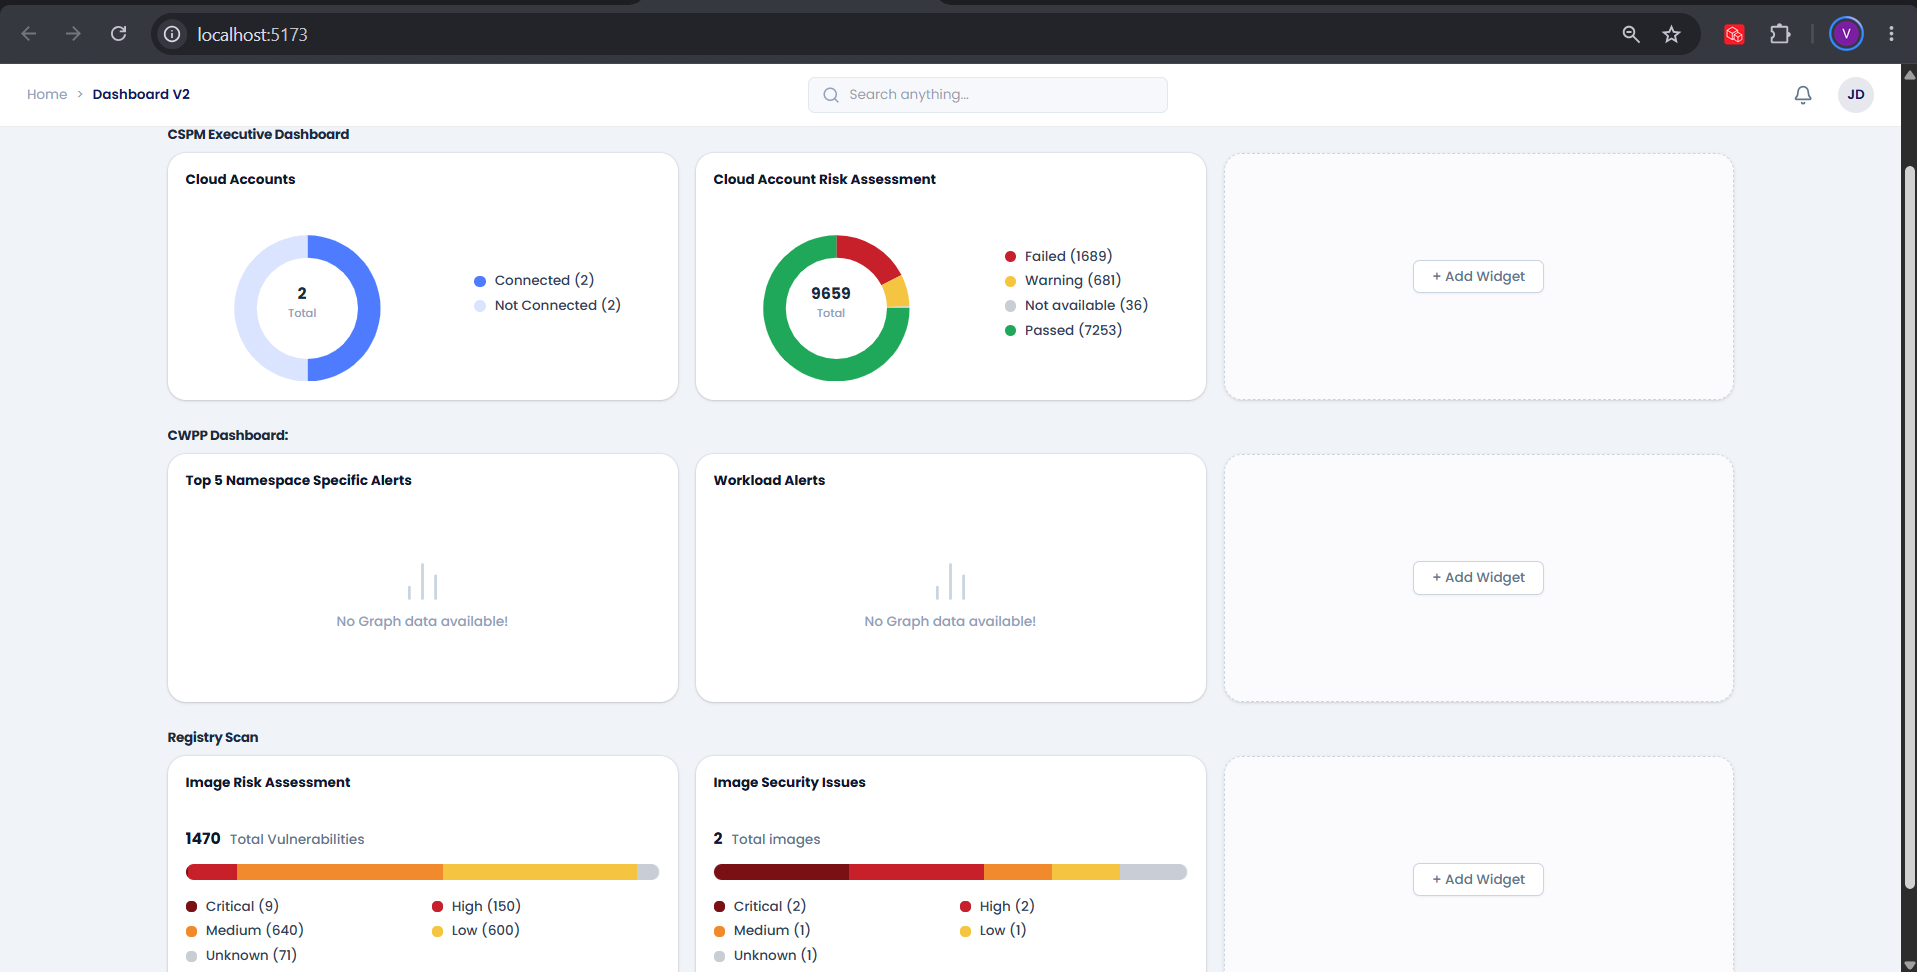 localhost:5173
V
Home > Dashboard V2
Search anything...
JD
CSPM Executive Dashboard
Cloud Accounts
2
Total
Connected (2)
Not Connected (2)
Cloud Account Risk Assessment
9659
Total
Failed (1689)
Warning (681)
Not available (36)
Passed (7253)
+ Add Widget
CWPP Dashboard:
Top 5 Namespace Specific Alerts
No Graph data available!
Workload Alerts
No Graph data available!
+ Add Widget
Registry Scan
Image Risk Assessment
1470 Total Vulnerabilities
Critical (9)
High (150)
Medium (640)
Low (600)
Unknown (71)
Image Security Issues
2 Total images
Critical (2)
High (2)
Medium (1)
Low (1)
Unknown (1)
+ Add Widget